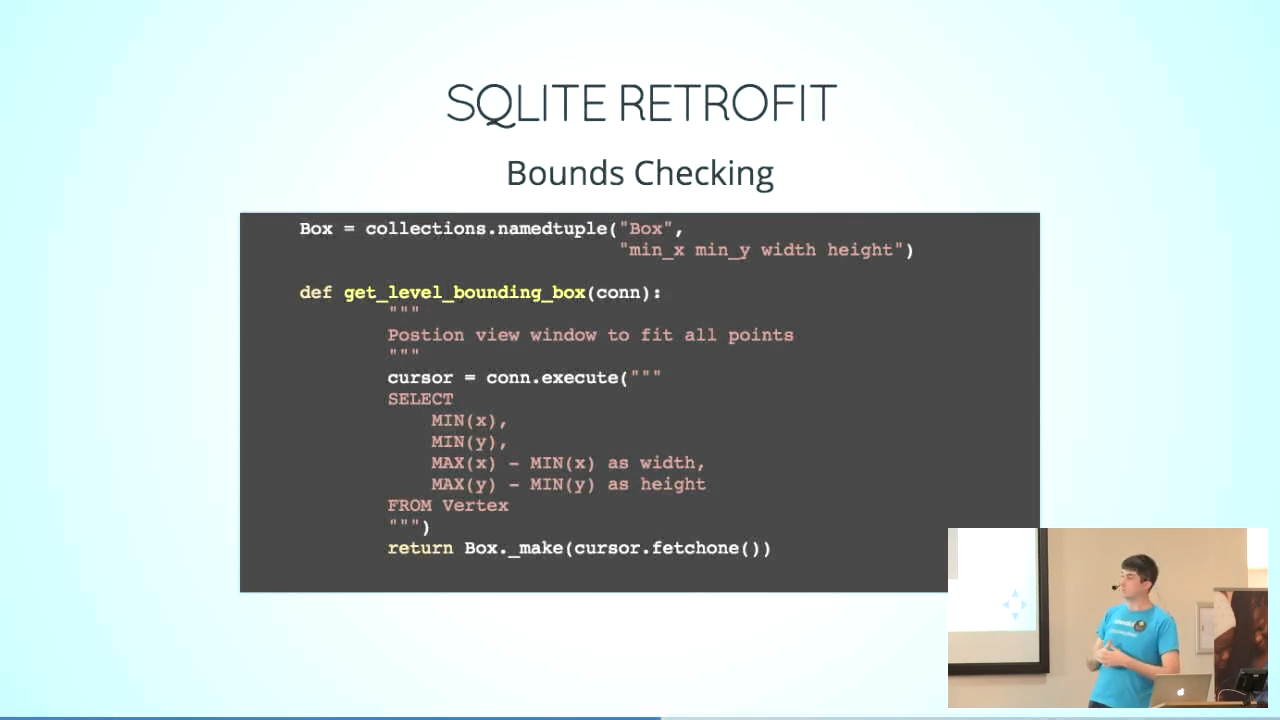 SQLITE RETROFIT
Bounds Checking
Box = collections.namedtuple("Box",
"min_x min_y width height")
def get_level_bounding_box(conn):
"""
Postion view window to fit all points
"""
cursor = conn.execute("""
SELECT
MIN(x),
MIN(y),
MAX(x) - MIN(x) as width,
MAX(y) - MIN(y) as height
FROM Vertex
""")
return Box._make(cursor.fetchone())